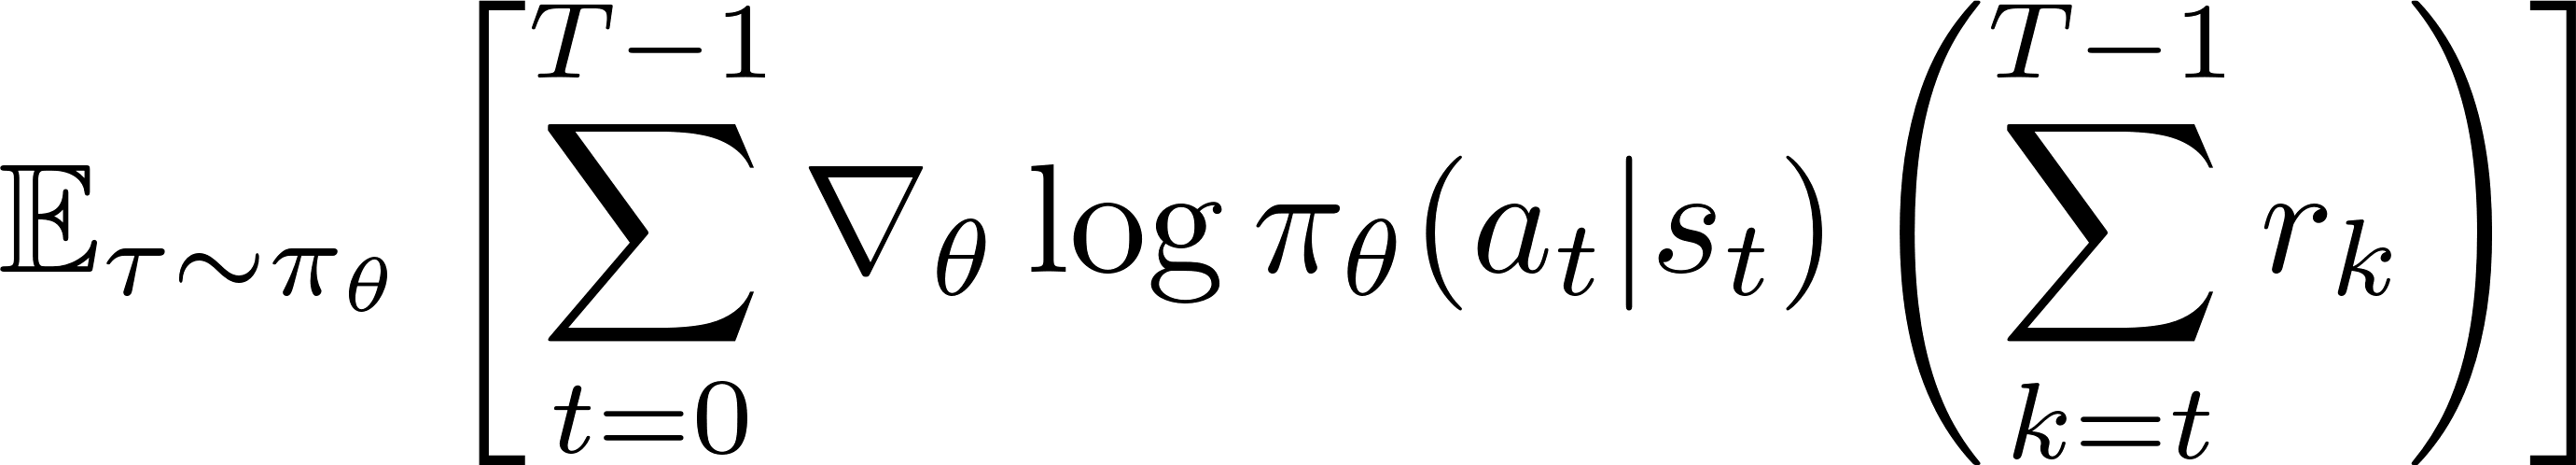 \mathbb{E}_{\tau \sim \pi_\theta} \left[ \sum_{t=0}^{T-1} \nabla_\theta \log \pi_\theta(a_t|s_t) \left( \sum_{k=t}^{T-1} r_k \right) \right]